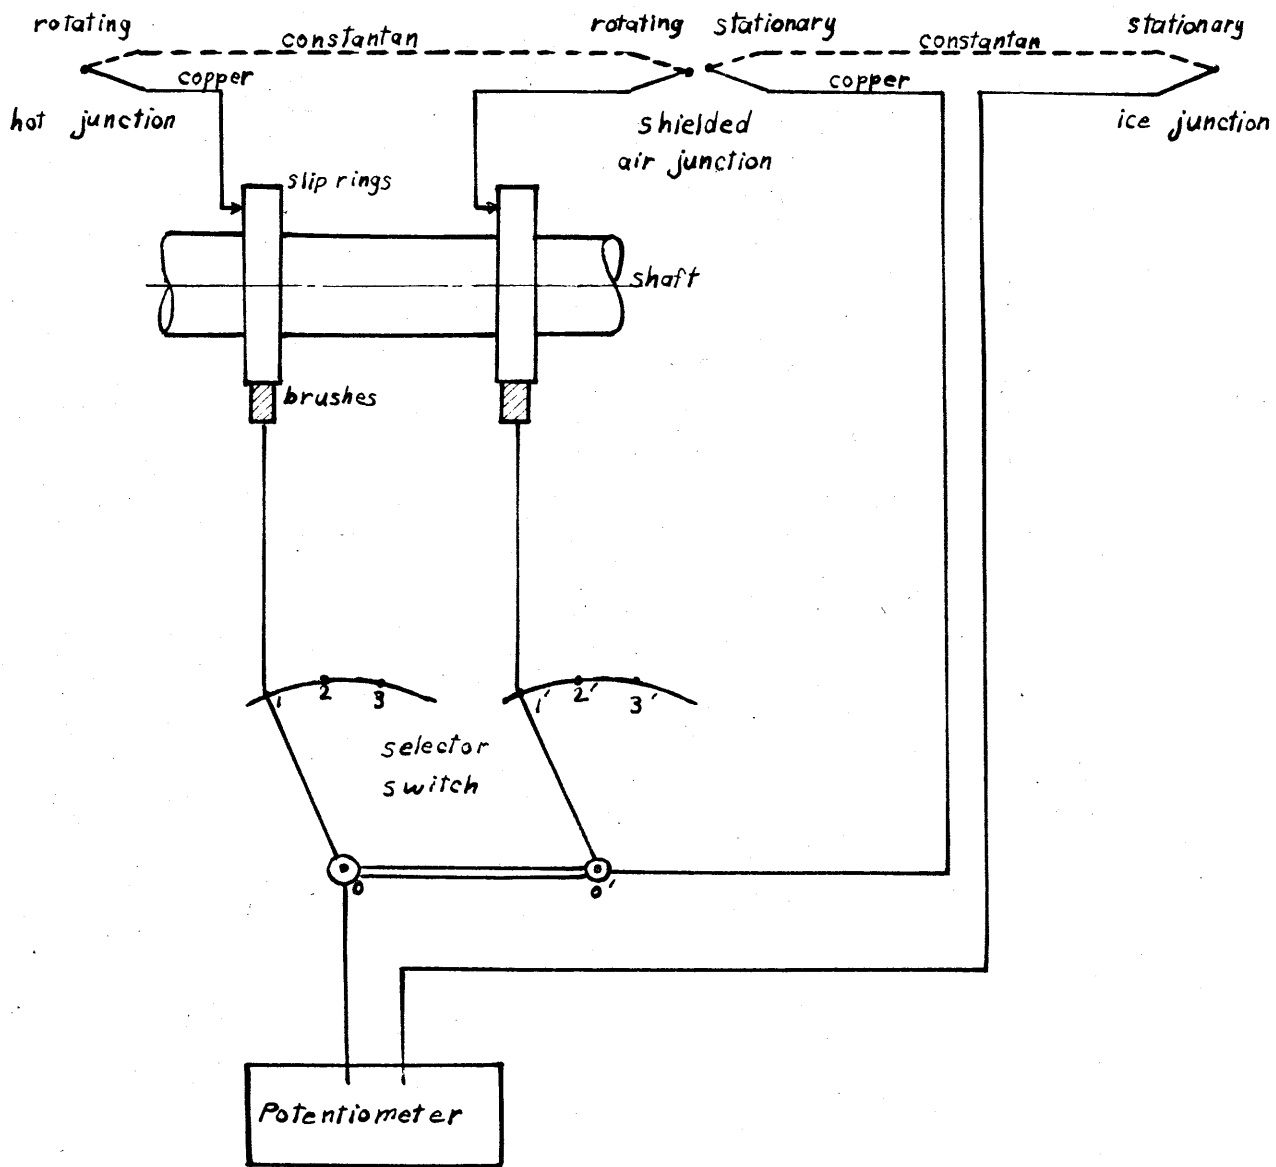 rotating
constantan
rotating
stationary
constantan
stationary
copper
copper
hot junction
shielded
air junction
ice junction
slip rings
shaft
brushes
1 2 3
1' 2' 3'
selector
switch
0
0'
Potentiometer